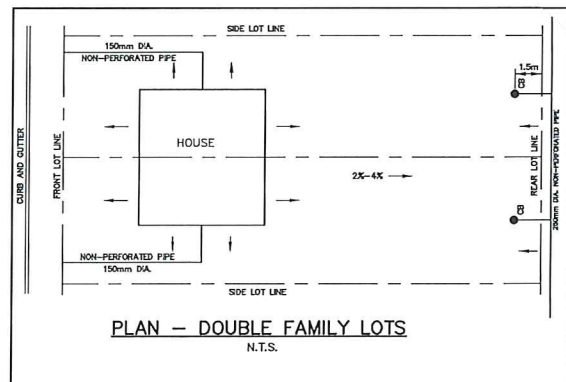 SIDE LOT LINE
150mm DIA.
NON-PERFORATED PIPE
1.5m
CB
HOUSE
CURB AND GUTTER
FRONT LOT LINE
REAR LOT LINE
250mm DIA. NON-PERFORATED PIPE
2%-4%
CB
NON-PERFORATED PIPE
150mm DIA.
SIDE LOT LINE
PLAN - DOUBLE FAMILY LOTS
N.T.S.